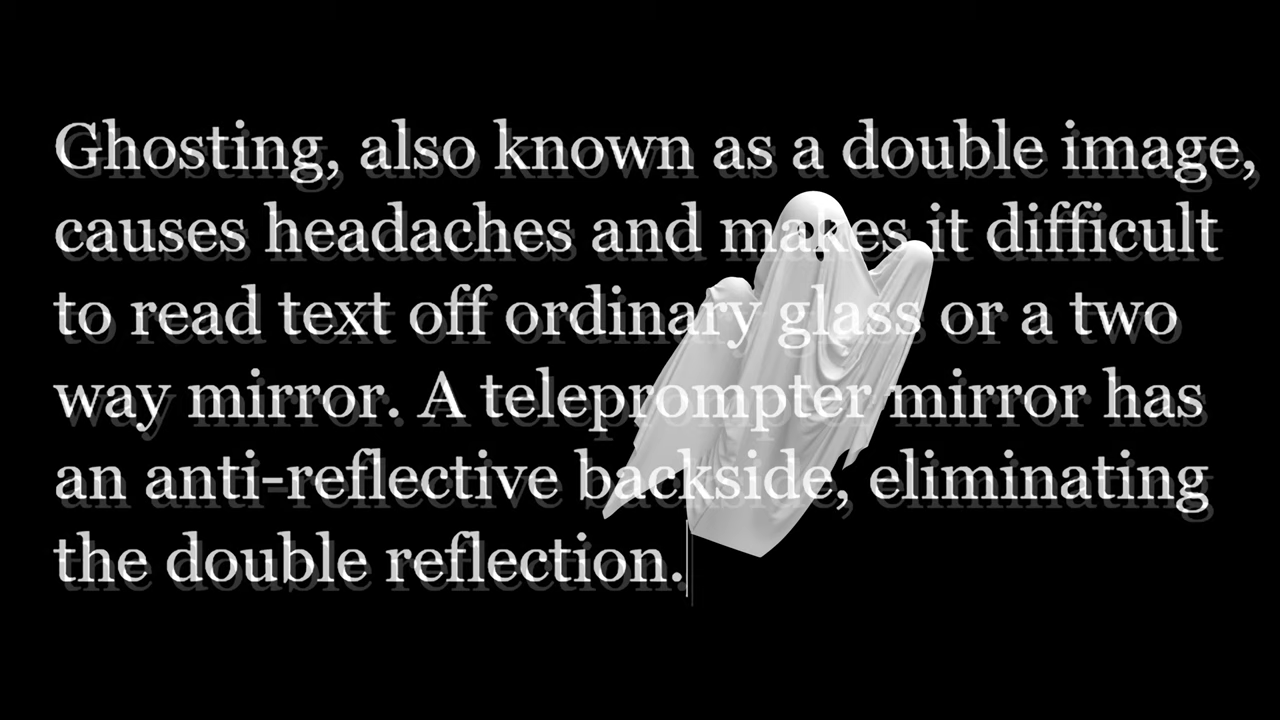 Ghosting, also known as a double image,
causes headaches and makes it difficult
to read text off ordinary glass or a two
way mirror. A teleprompter mirror has
an anti-reflective backside, eliminating
the double reflection.